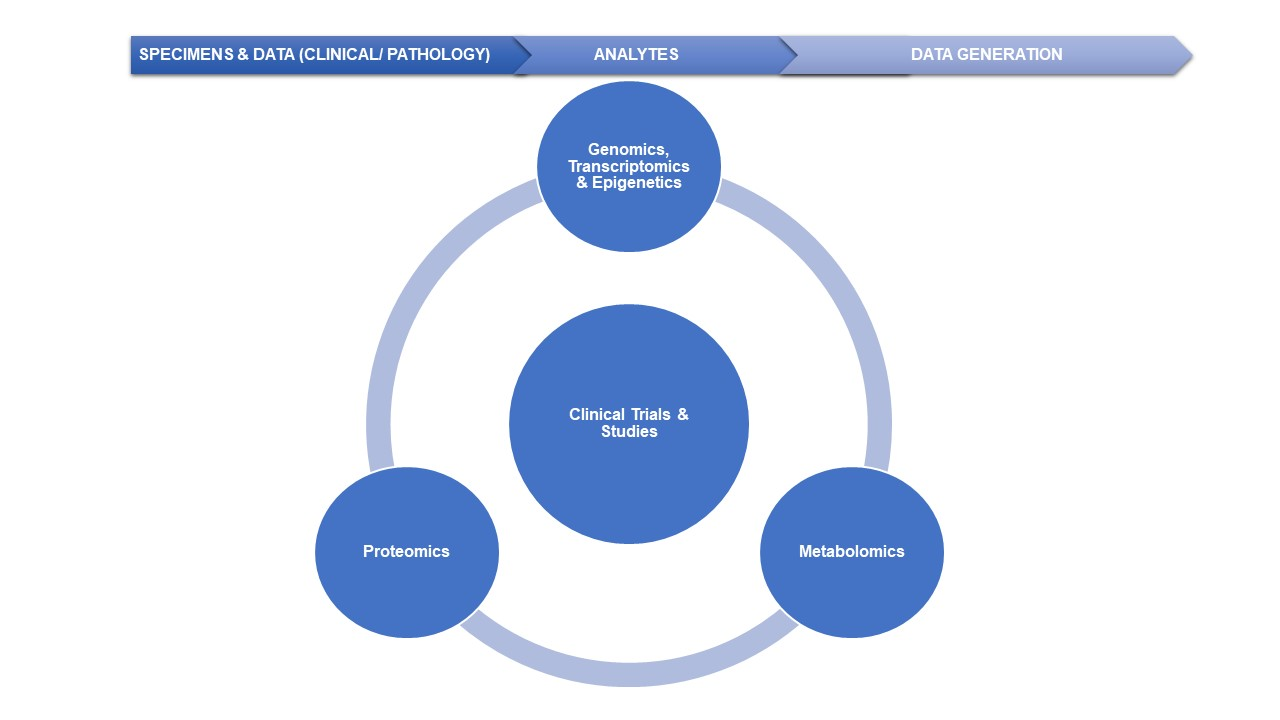 SPECIMENS & DATA (CLINICAL/ PATHOLOGY)
ANALYTES
DATA GENERATION
Genomics,
Transcriptomics
& Epigenetics
Clinical Trials &
Studies
Proteomics
Metabolomics